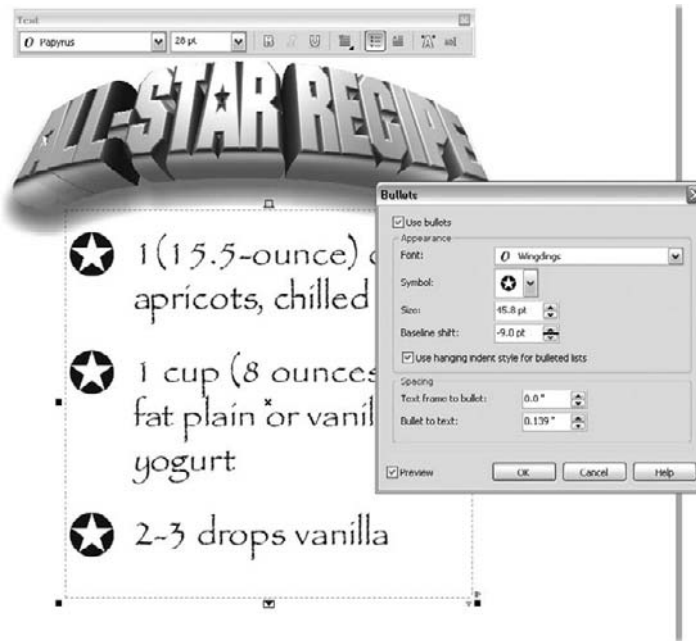 Text
O Papyrus 28 pt
ALL-STAR RECIPE
1(15.5-ounce) c
apricots, chilled
1 cup (8 ounces
fat plain or vanil
yogurt
2-3 drops vanilla
Bullets
Use bullets
Appearance
Font: O Wingdings
Symbol:
Size: 45.8 pt
Baseline shift: -9.0 pt
Use hanging indent style for bulleted lists
Spacing
Text frame to bullet: 0.0 "
Bullet to text: 0.139 "
Preview OK Cancel Help